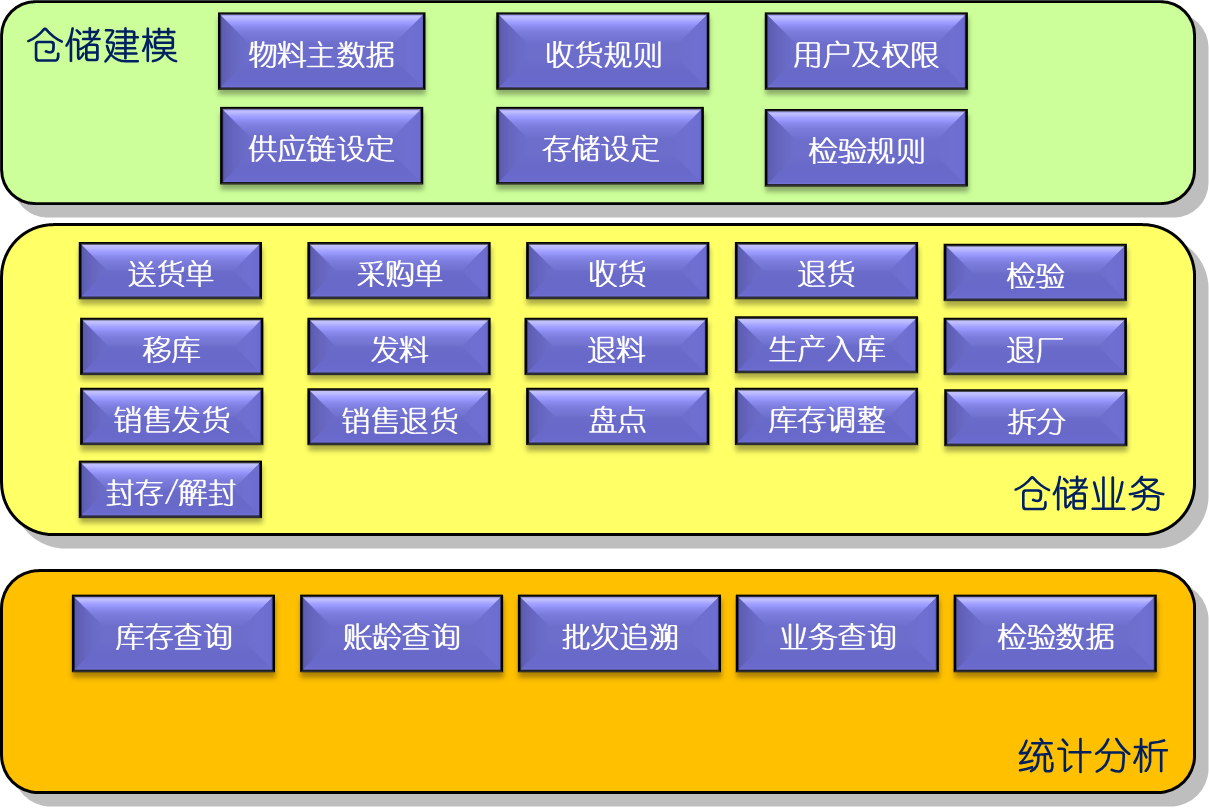 仓储建模
物料主数据
收货规则
用户及权限
供应链设定
存储设定
检验规则
送货单
采购单
收货
退货
检验
移库
发料
退料
生产入库
退厂
销售发货
销售退货
盘点
库存调整
拆分
封存/解封
仓储业务
库存查询
账龄查询
批次追溯
业务查询
检验数据
统计分析